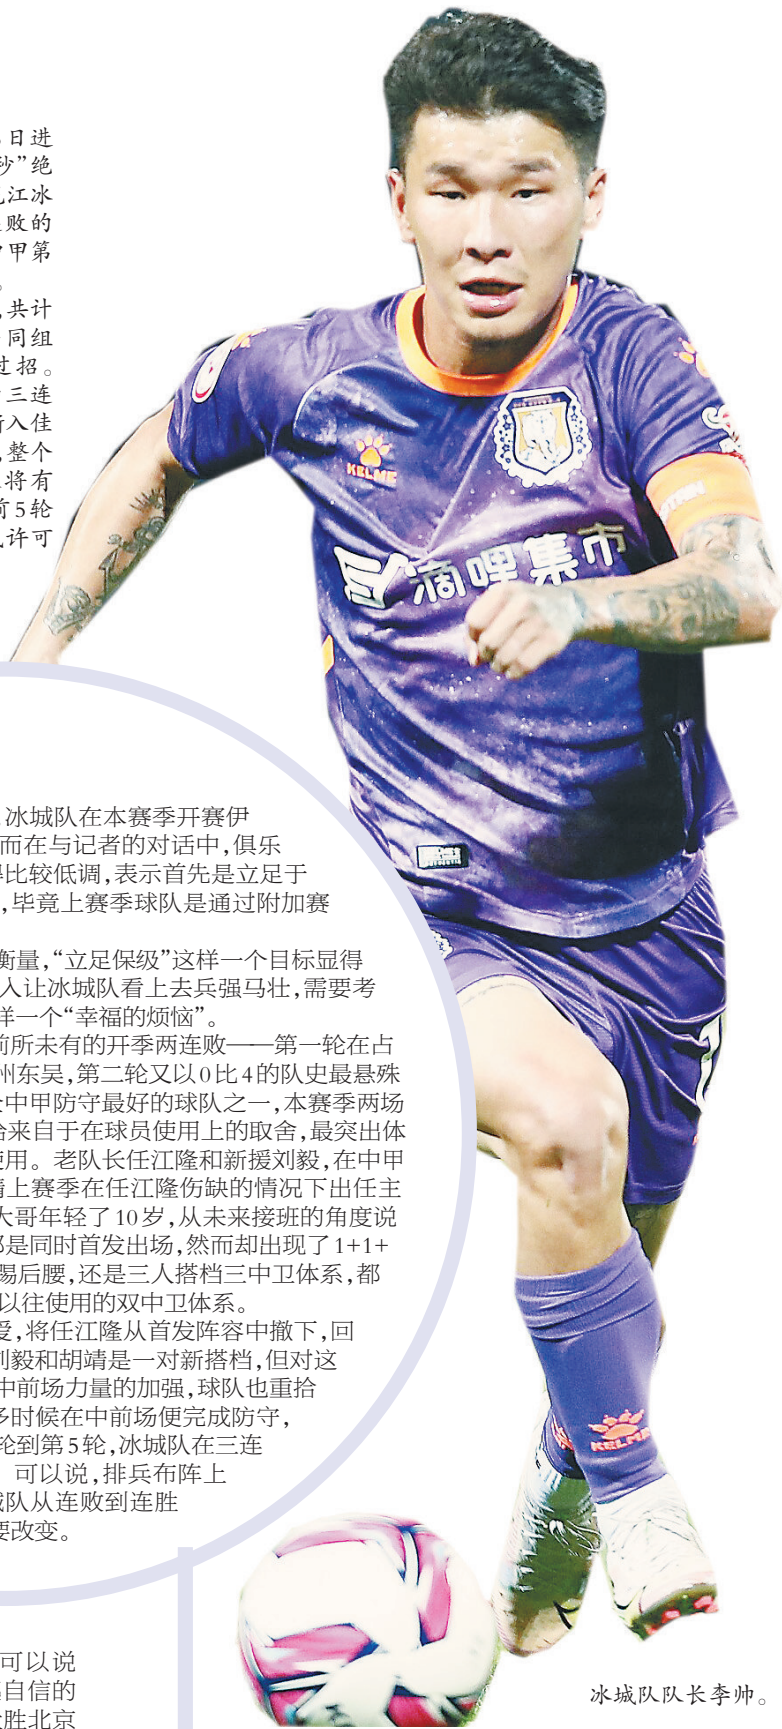 日进
秒”绝
江冰
败的
甲第
。
,共计
同组
过招。
三连
渐入佳
,整个
将有
前5轮
许可
KELME
滴哩集市
冰城队在本赛季开赛伊
而在与记者的对话中,俱乐
得比较低调,表示首先是立足于
,毕竟上赛季球队是通过附加赛
衡量,“立足保级”这样一个目标显得
人让冰城队看上去兵强马壮,需要考
样一个“幸福的烦恼”。
前所未有的开季两连败——第一轮在占
州东吴,第二轮又以0比4的队史最悬殊
中甲防守最好的球队之一,本赛季两场
恰来自于在球员使用上的取舍,最突出体
使用。老队长任江隆和新援刘毅,在中甲
靖上赛季在任江隆伤缺的情况下出任主
大哥年轻了10岁,从未来接班的角度说
都是同时首发出场,然而却出现了1+1+
踢后腰,还是三人搭档三中卫体系,都
以往使用的双中卫体系。
爱,将任江隆从首发阵容中撤下,回
刘毅和胡靖是一对新搭档,但对这
中前场力量的加强,球队也重拾
多时候在中前场便完成防守,
轮到第5轮,冰城队在三连
可以说,排兵布阵上
城队从连败到连胜
要改变。
KELME
可以说
自信的
胜北京
冰城队队长李帅。